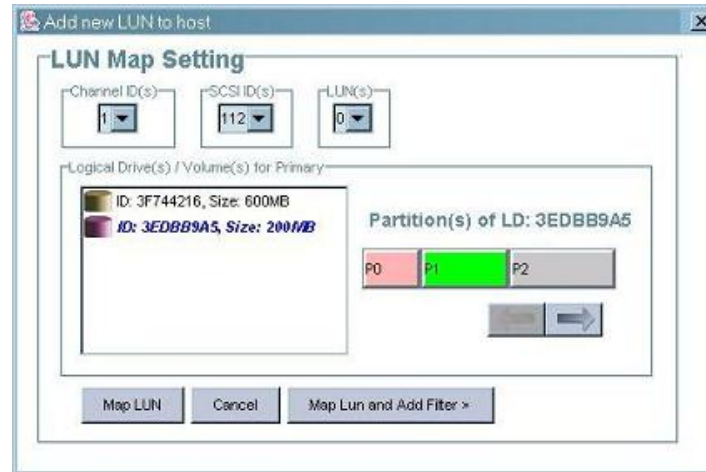 Add new LUN to host
LUN Map Setting
Channel ID(s)
SCSI ID(s)
LUN(s)
1
112
0
Logical Drive(s) / Volume(s) for Primary
ID: 3F744216, Size: 600MB
ID: 3EDBB9A5, Size: 200MB
Partition(s) of LD: 3EDBB9A5
P0
P1
P2
Map LUN
Cancel
Map Lun and Add Filter >